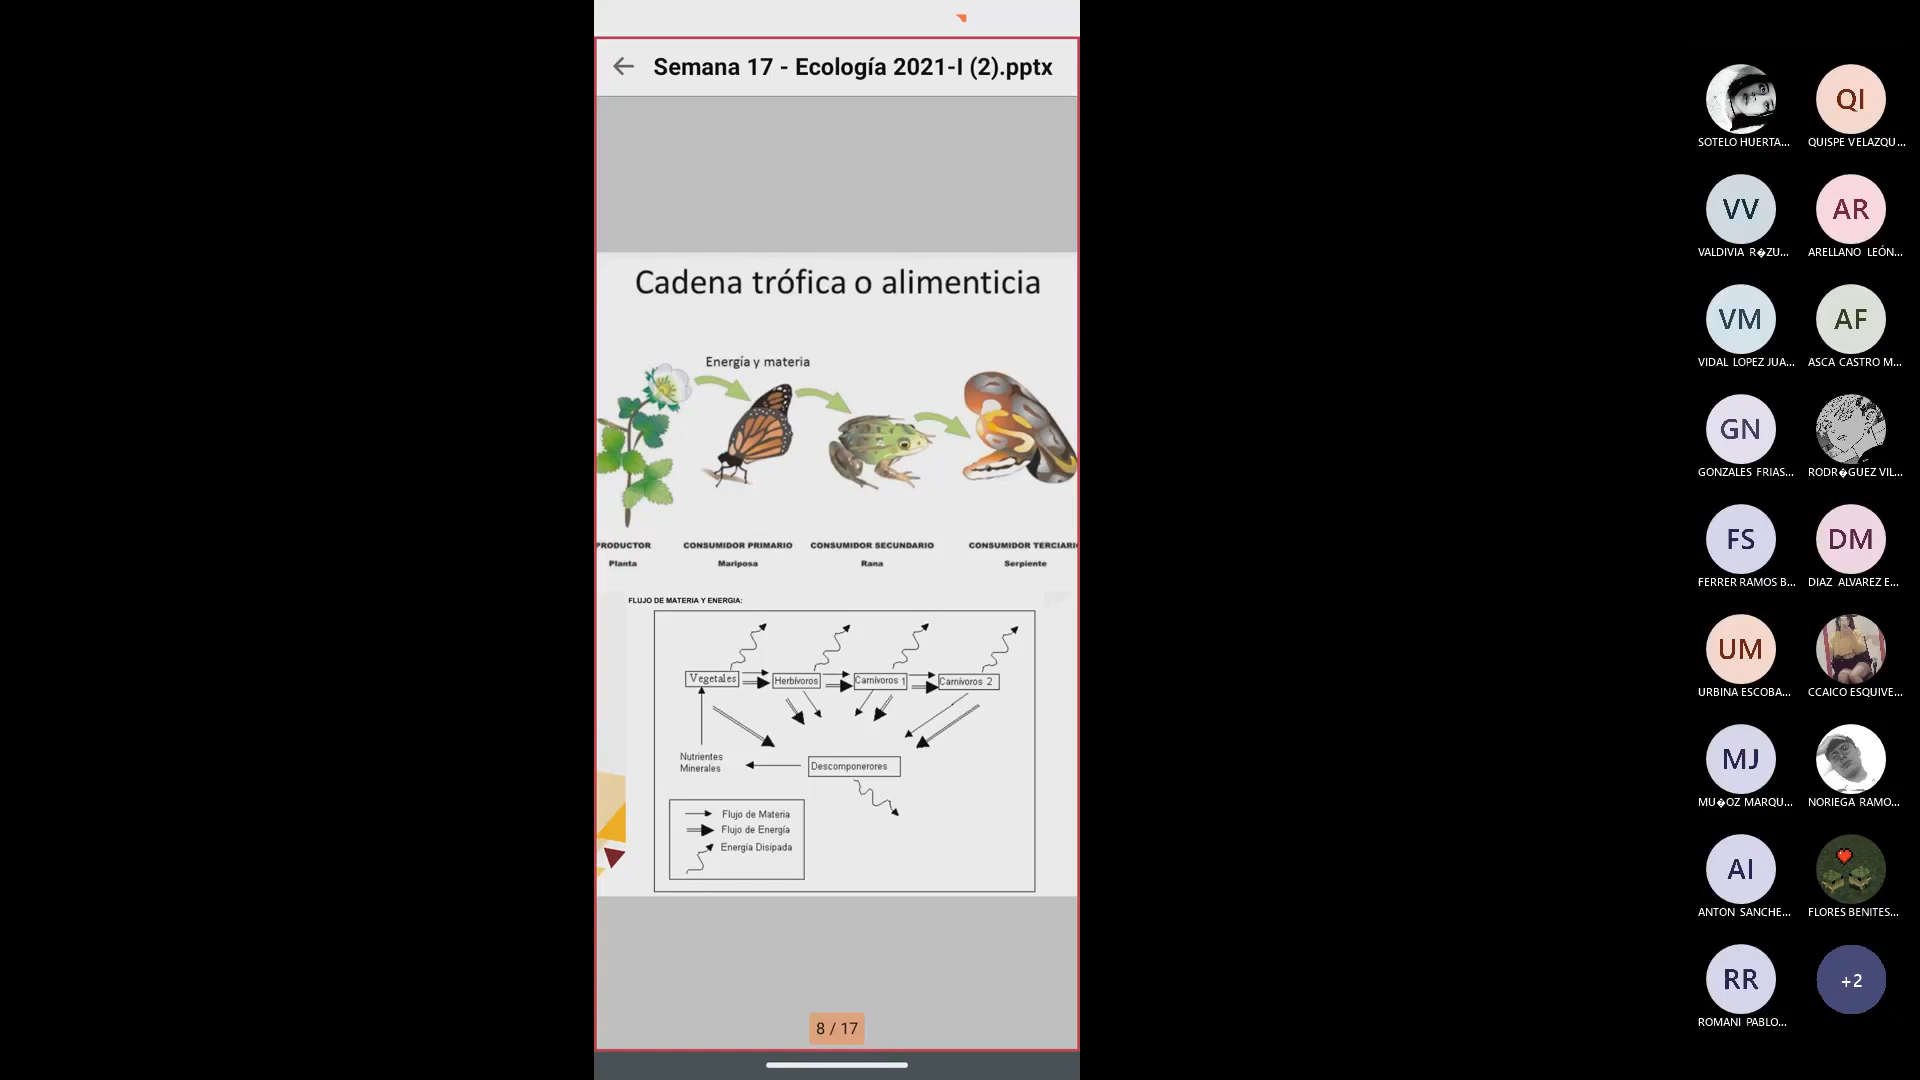 Semana 17 - Ecología 2021-I (2).pptx
Cadena trófica o alimenticia
Energía y materia
PRODUCTOR
Planta
CONSUMIDOR PRIMARIO
Mariposa
CONSUMIDOR SECUNDARIO
Rana
CONSUMIDOR TERCIARI
Serpiente
FLUJO DE MATERIA Y ENERGIA:
Vegetales
Herbívoros
Carnívoros 1
Carnívoros 2
Nutrientes
Minerales
Descomponerores
Flujo de Materia
Flujo de Energía
Energía Disipada
8 / 17
SOTELO HUERTA...
QI
QUISPE VELAZQU...
VV
VALDIVIA R�ZU...
AR
ARELLANO LEÓN...
VM
VIDAL LOPEZ JUA...
AF
ASCA CASTRO M...
GN
GONZALES FRIAS...
RODR�GUEZ VIL...
FS
FERRER RAMOS B...
DM
DIAZ ALVAREZ E...
UM
URBINA ESCOBA...
CCAICO ESQUIVE...
MJ
MU�OZ MARQU...
NORIEGA RAMO...
AI
ANTON SANCHE...
FLORES BENITES...
RR
ROMANI PABLO...
+2